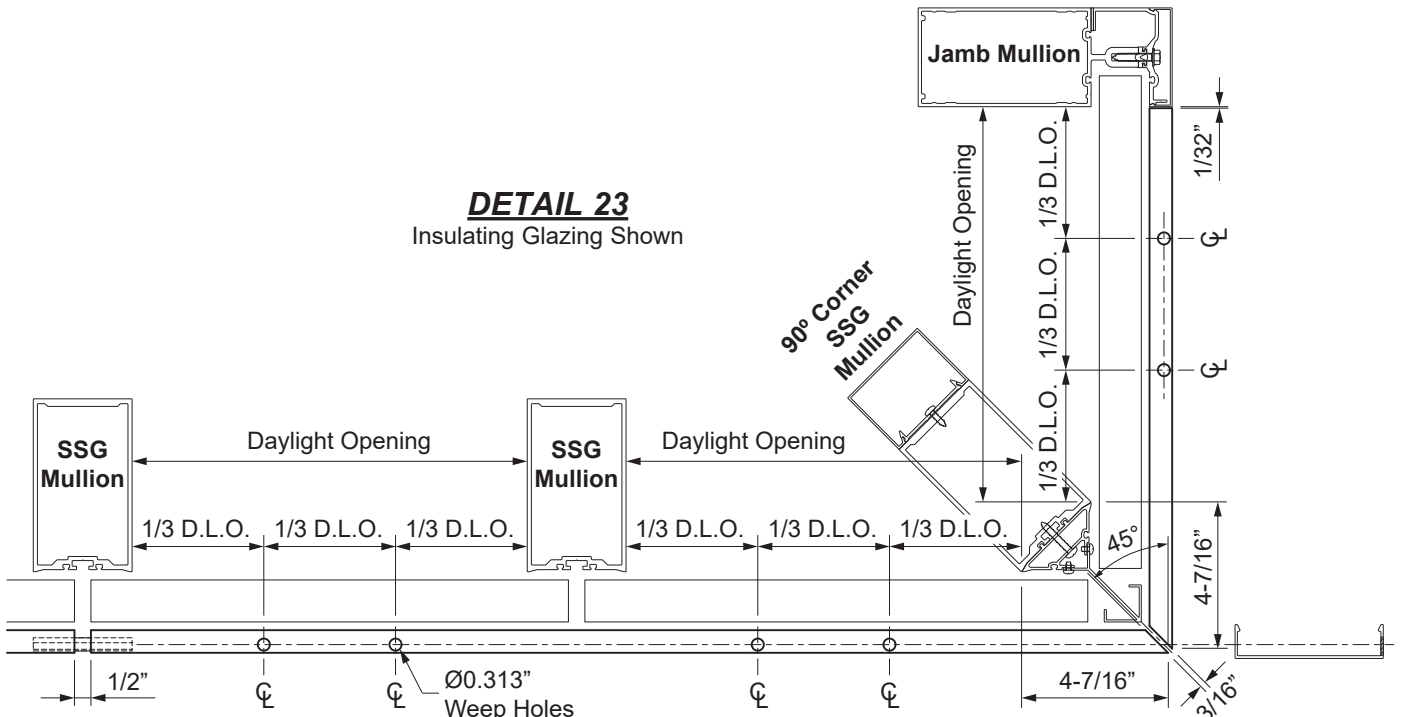 Jamb Mullion
Daylight Opening
1/3 D.L.O.
1/3 D.L.O.
1/3 D.L.O.
1/32”
℄
℄
DETAIL 23
Insulating Glazing Shown
90º Corner
SSG
Mullion
SSG
Mullion
Daylight Opening
SSG
Mullion
Daylight Opening
1/3 D.L.O.
1/3 D.L.O.
1/3 D.L.O.
1/3 D.L.O.
1/3 D.L.O.
1/3 D.L.O.
45°
4-7/16”
1/2”
℄
℄
Ø0.313”
Weep Holes
℄
℄
4-7/16”
3/16”